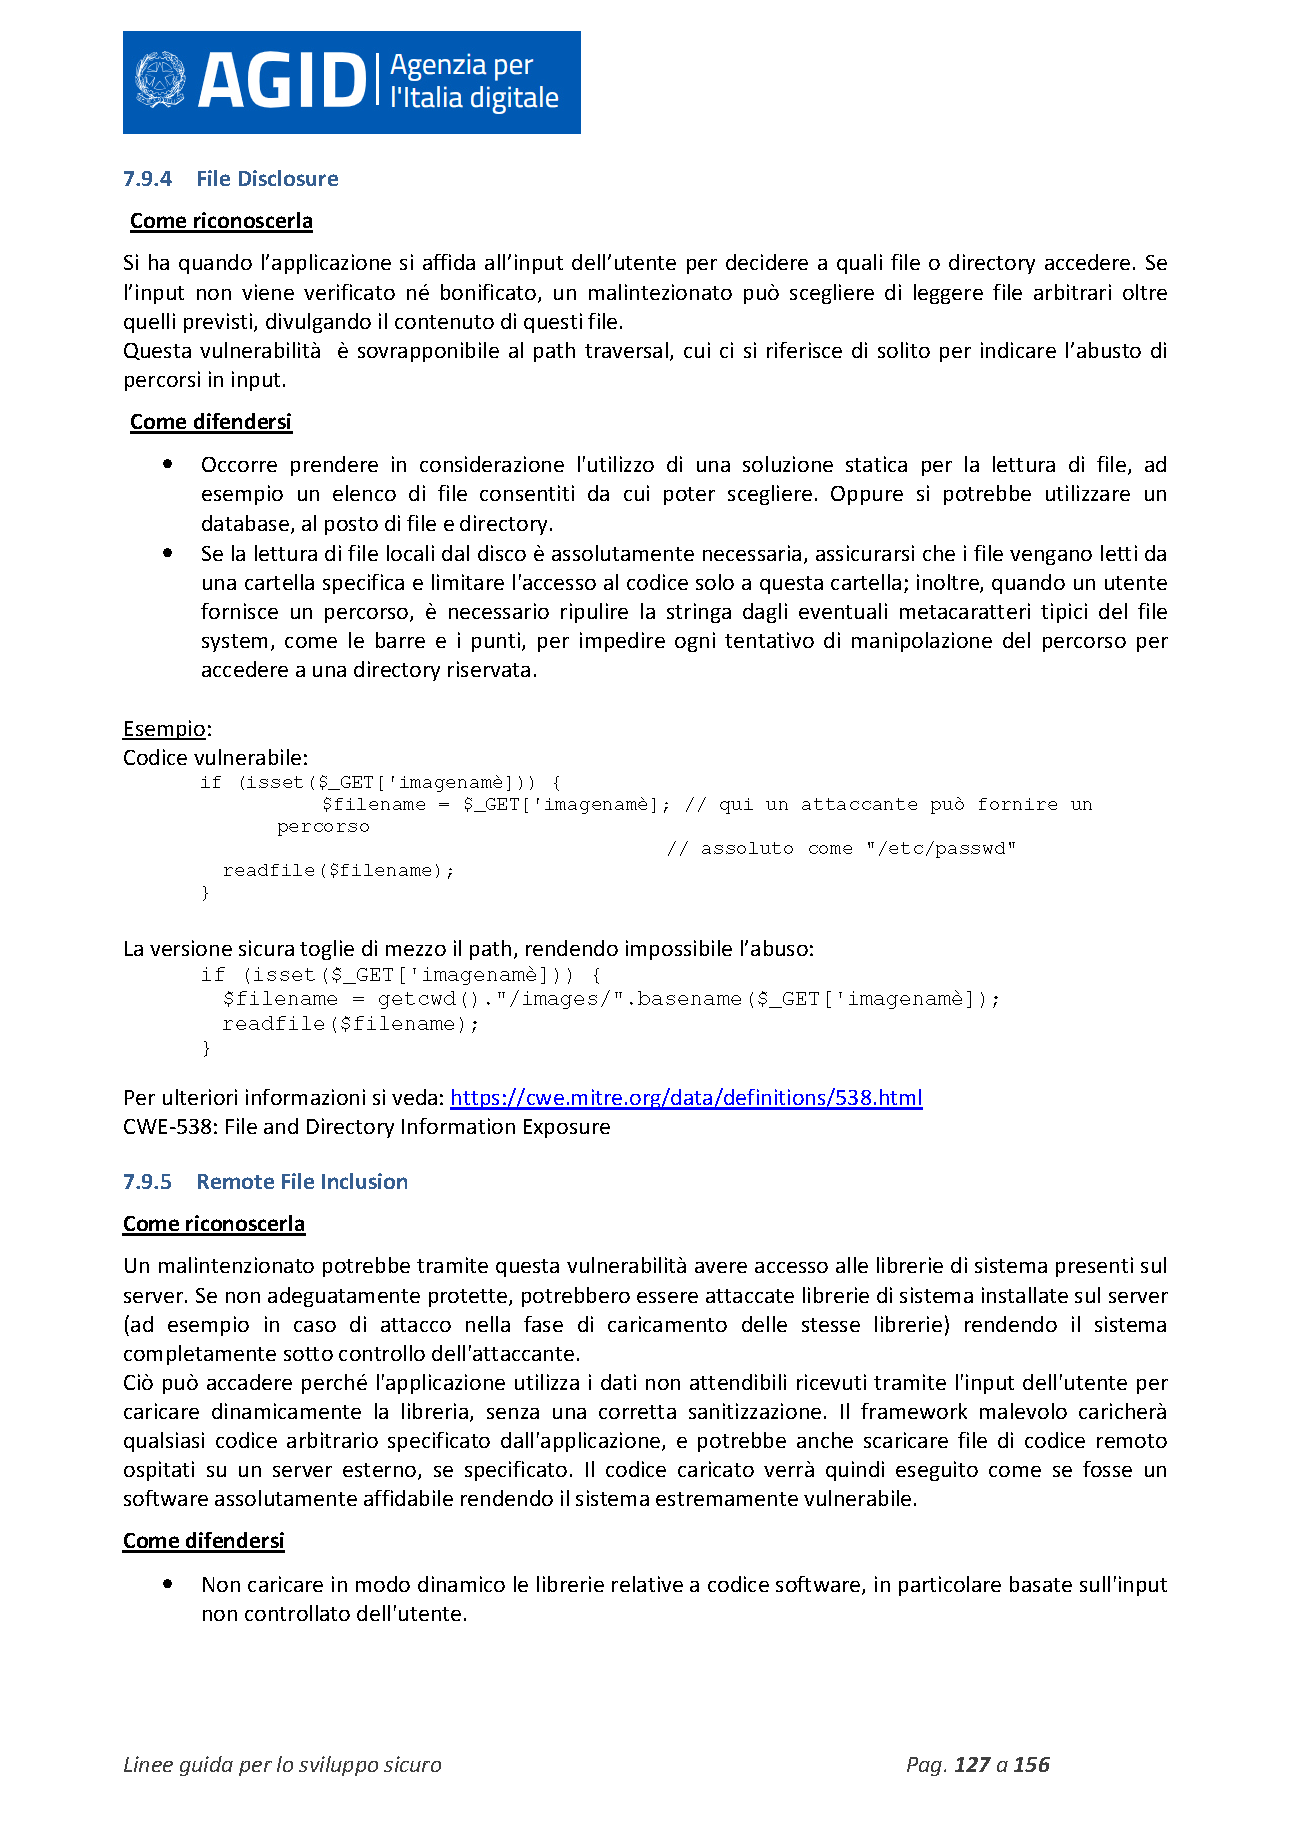 AGID Agenzia per
l'Italia digitale
7.9.4 File Disclosure
Come riconoscerla
Si ha quando l’applicazione si affida all’input dell’utente per decidere a quali file o directory accedere. Se
l’input non viene verificato né bonificato, un malintezionato può scegliere di leggere file arbitrari oltre
quelli previsti, divulgando il contenuto di questi file.
Questa vulnerabilità è sovrapponibile al path traversal, cui ci si riferisce di solito per indicare l’abusto di
percorsi in input.
Come difendersi
• Occorre prendere in considerazione l'utilizzo di una soluzione statica per la lettura di file, ad
esempio un elenco di file consentiti da cui poter scegliere. Oppure si potrebbe utilizzare un
database, al posto di file e directory.
• Se la lettura di file locali dal disco è assolutamente necessaria, assicurarsi che i file vengano letti da
una cartella specifica e limitare l'accesso al codice solo a questa cartella; inoltre, quando un utente
fornisce un percorso, è necessario ripulire la stringa dagli eventuali metacaratteri tipici del file
system, come le barre e i punti, per impedire ogni tentativo di manipolazione del percorso per
accedere a una directory riservata.
Esempio:
Codice vulnerabile:
if (isset($_GET['imagenamè])) {
$filename = $_GET['imagenamè]; // qui un attaccante può fornire un
percorso
// assoluto come "/etc/passwd"
readfile($filename);
}
La versione sicura toglie di mezzo il path, rendendo impossibile l’abuso:
if (isset($_GET['imagenamè])) {
$filename = getcwd()."/images/".basename($_GET['imagenamè]);
readfile($filename);
}
Per ulteriori informazioni si veda: https://cwe.mitre.org/data/definitions/538.html
CWE-538: File and Directory Information Exposure
7.9.5 Remote File Inclusion
Come riconoscerla
Un malintenzionato potrebbe tramite questa vulnerabilità avere accesso alle librerie di sistema presenti sul
server. Se non adeguatamente protette, potrebbero essere attaccate librerie di sistema installate sul server
(ad esempio in caso di attacco nella fase di caricamento delle stesse librerie) rendendo il sistema
completamente sotto controllo dell'attaccante.
Ciò può accadere perché l'applicazione utilizza i dati non attendibili ricevuti tramite l'input dell'utente per
caricare dinamicamente la libreria, senza una corretta sanitizzazione. Il framework malevolo caricherà
qualsiasi codice arbitrario specificato dall'applicazione, e potrebbe anche scaricare file di codice remoto
ospitati su un server esterno, se specificato. Il codice caricato verrà quindi eseguito come se fosse un
software assolutamente affidabile rendendo il sistema estremamente vulnerabile.
Come difendersi
• Non caricare in modo dinamico le librerie relative a codice software, in particolare basate sull'input
non controllato dell'utente.
Linee guida per lo sviluppo sicuro Pag. 127 a 156